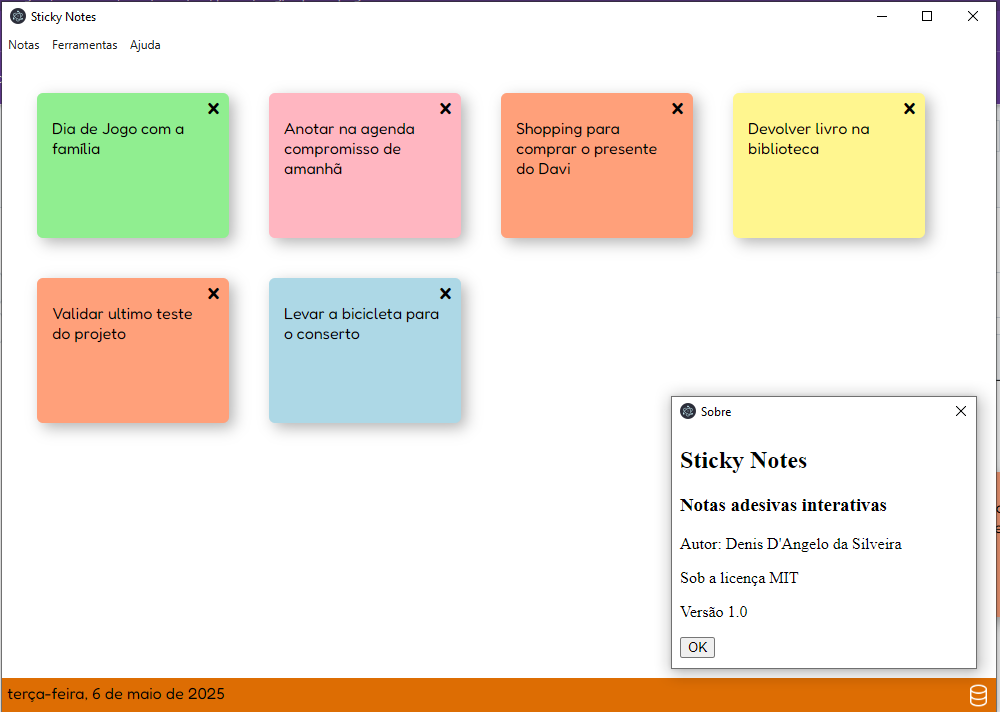 Sticky Notes
Notas Ferramentas Ajuda
Dia de Jogo com a
família
Anotar na agenda
compromisso de
amanhã
Shopping para
comprar o presente
do Davi
Devolver livro na
biblioteca
Validar ultimo teste
do projeto
Levar a bicicleta para
o conserto
Sobre
Sticky Notes
Notas adesivas interativas
Autor: Denis D'Angelo da Silveira
Sob a licença MIT
Versão 1.0
OK
terça-feira, 6 de maio de 2025